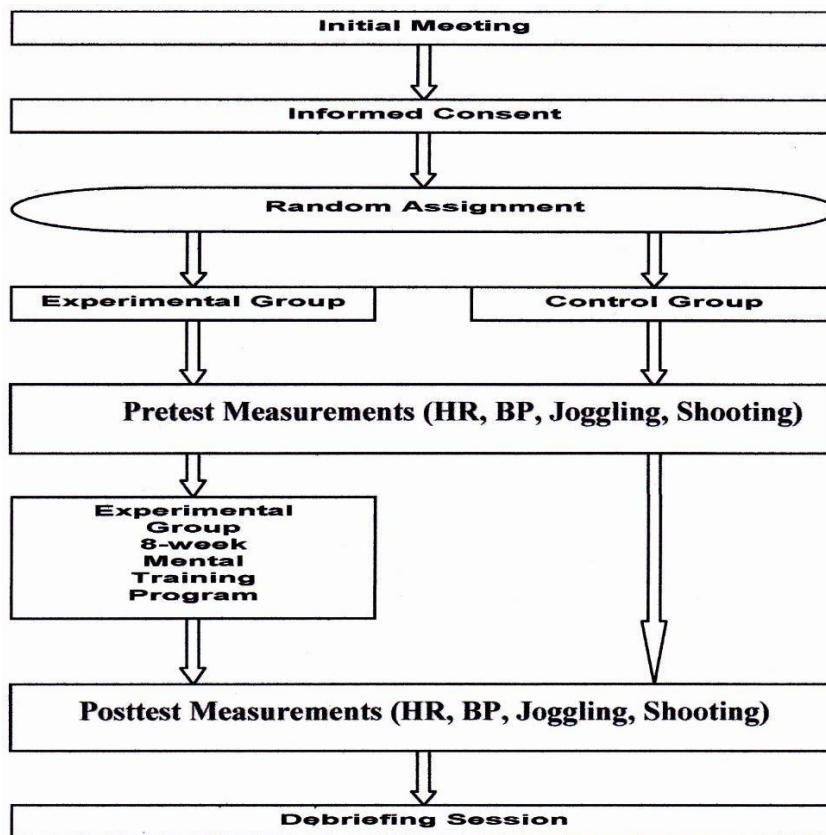 Initial Meeting
Informed Consent
Random Assignment
Experimental Group
Control Group
Pretest Measurements (HR, BP, Joggling, Shooting)
Experimental
Group
8-week
Mental
Training
Program
Posttest Measurements (HR, BP, Joggling, Shooting)
Debriefing Session